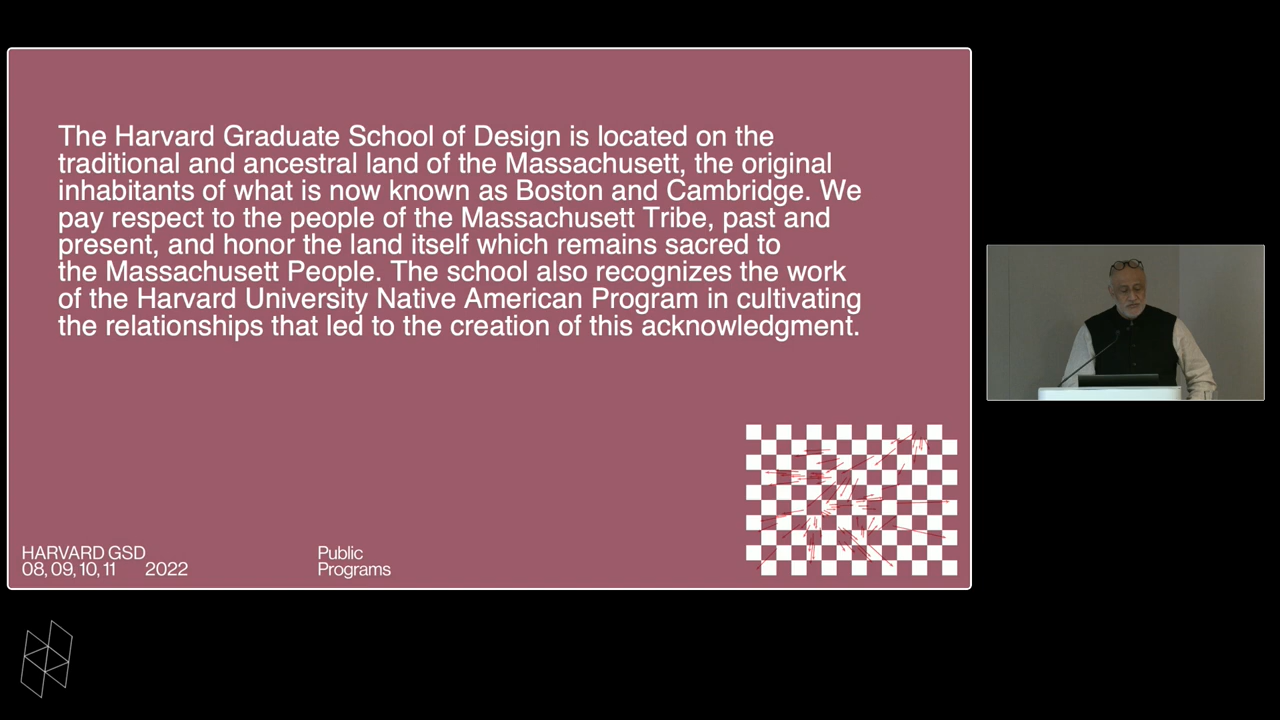 The Harvard Graduate School of Design is located on the
traditional and ancestral land of the Massachusett, the original
inhabitants of what is now known as Boston and Cambridge. We
pay respect to the people of the Massachusett Tribe, past and
present, and honor the land itself which remains sacred to
the Massachusett People. The school also recognizes the work
of the Harvard University Native American Program in cultivating
the relationships that led to the creation of this acknowledgment.
HARVARD GSD
08, 09, 10, 11 2022
Public
Programs